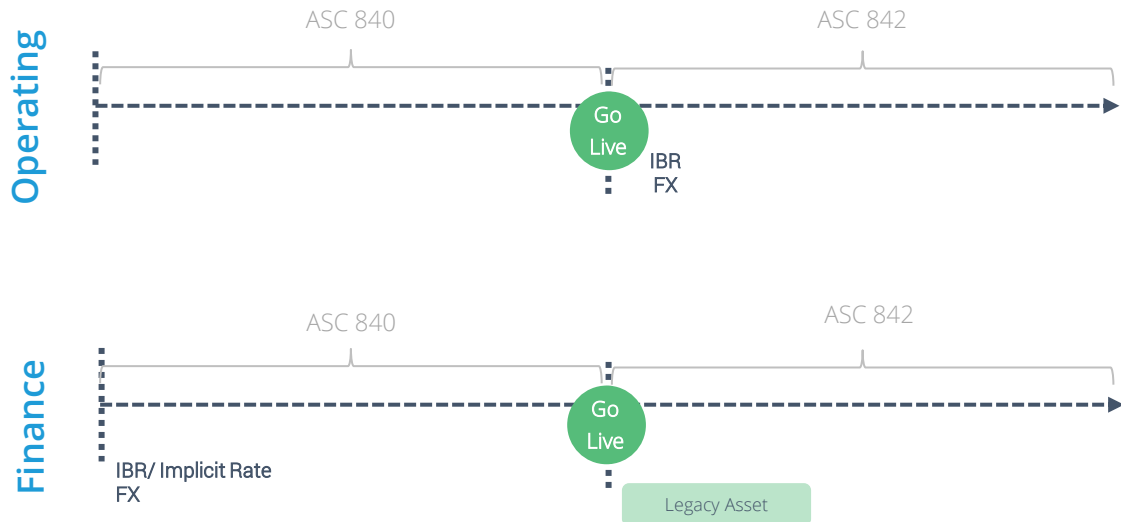 Operating
ASC 840
ASC 842
Go
Live
IBR
FX
Finance
ASC 840
ASC 842
Go
Live
IBR/ Implicit Rate
FX
Legacy Asset